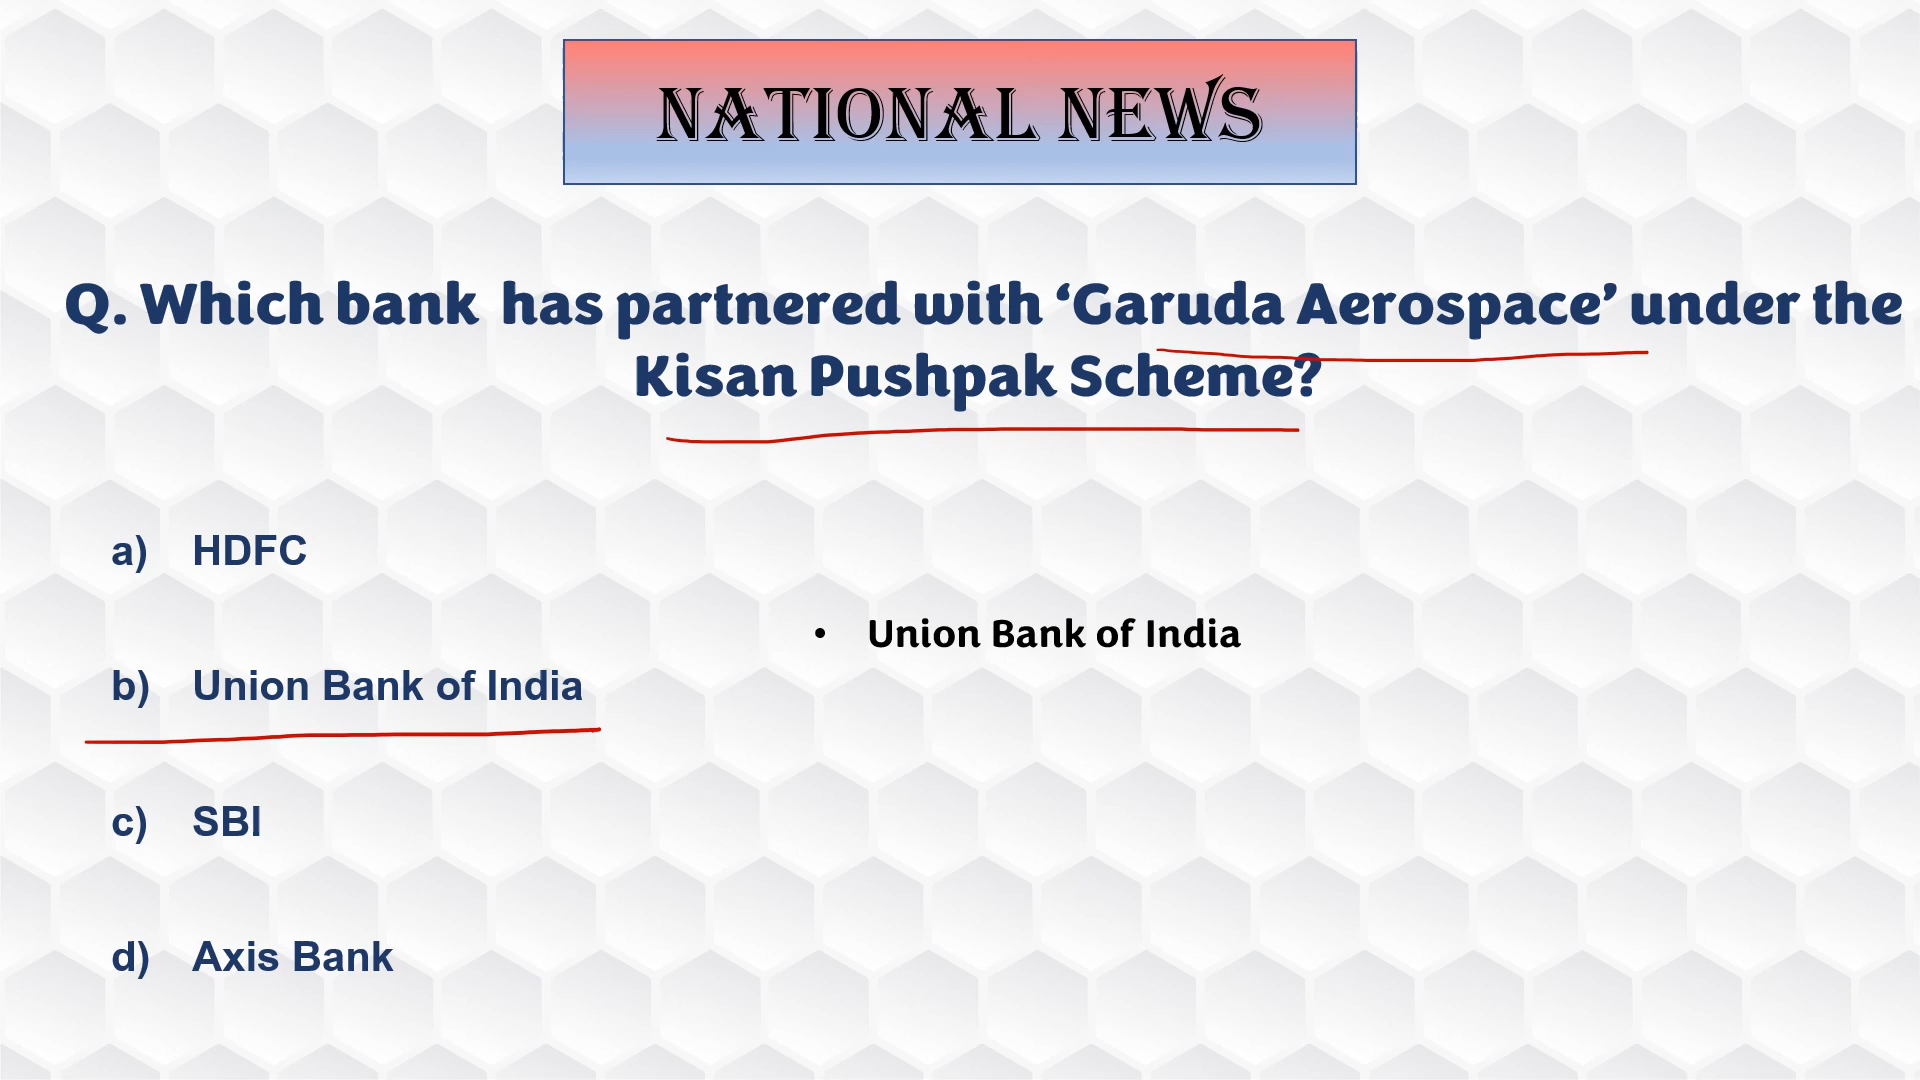 NATIONAL NEWS
Q. Which bank has partnered with ‘Garuda Aerospace’ under the
Kisan Pushpak Scheme?
a) HDFC
b) Union Bank of India
c) SBI
d) Axis Bank
• Union Bank of India